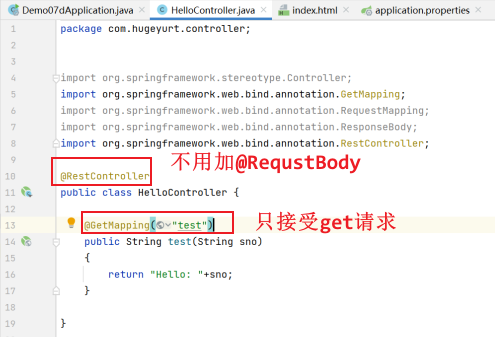 Demo07dApplication.java HelloController.java index.html application.properties
1 package com.hugeyurt.controller;
2
3
4 import org.springframework.stereotype.Controller;
5 import org.springframework.web.bind.annotation.GetMapping;
6 import org.springframework.web.bind.annotation.RequestMapping;
7 import org.springframework.web.bind.annotation.ResponseBody;
8 import org.springframework.web.bind.annotation.RestController;
9 不用加@RequstBody
10 @RestController
11 public class HelloController {
12
13 @GetMapping("test") 只接受get请求
14 public String test(String sno)
15 {
16 return "Hello: "+sno;
17 }
18
19 }